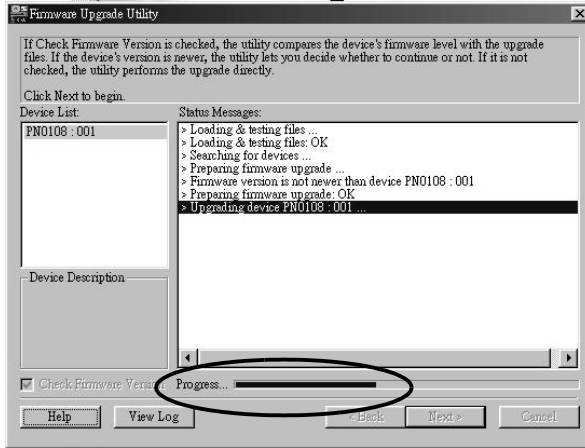 Firmware Upgrade Utility
If Check Firmware Version is checked, the utility compares the device's firmware level with the upgrade
files. If the device's version is newer, the utility lets you decide whether to continue or not. If it is not
checked, the utility performs the upgrade directly.
Click Next to begin.
Device List:
PN0108 : 001
Status Messages:
> Loading & testing files ...
> Loading & testing files: OK
> Searching for devices ...
> Preparing firmware upgrade ...
> Firmware version is not newer than device PN0108 : 001
> Preparing firmware upgrade: OK
> Upgrading device PN0108 : 001 ...
Device Description
Check Firmware Version
Progress...
Help
View Log
< Back
Next >
Cancel